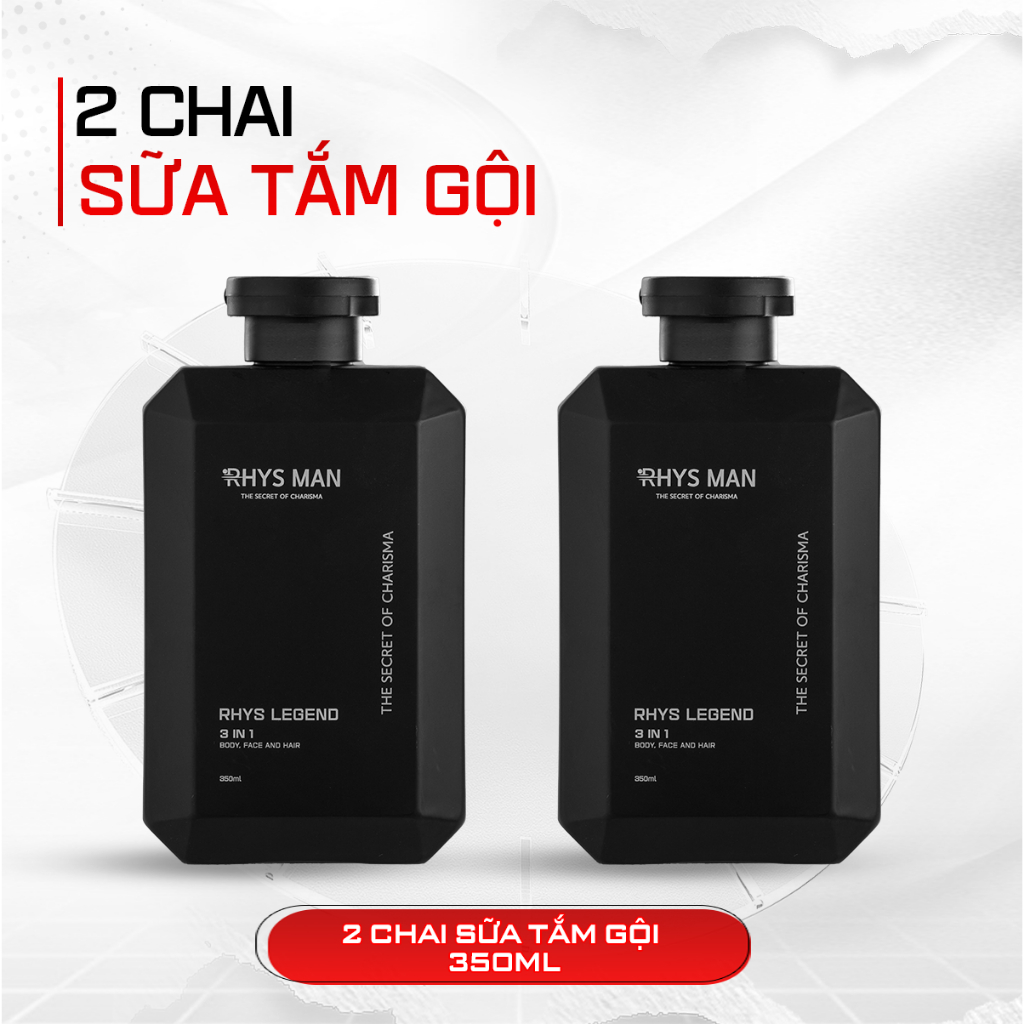 2 CHAI
SỮA TẮM GỘI
RHYS MAN
THE SECRET OF CHARISMA
THE SECRET OF CHARISMA
RHYS LEGEND
3 IN 1
BODY, FACE AND HAIR
350ml
RHYS MAN
THE SECRET OF CHARISMA
THE SECRET OF CHARISMA
RHYS LEGEND
3 IN 1
BODY, FACE AND HAIR
350ml
2 CHAI SỮA TẮM GỘI
350ML